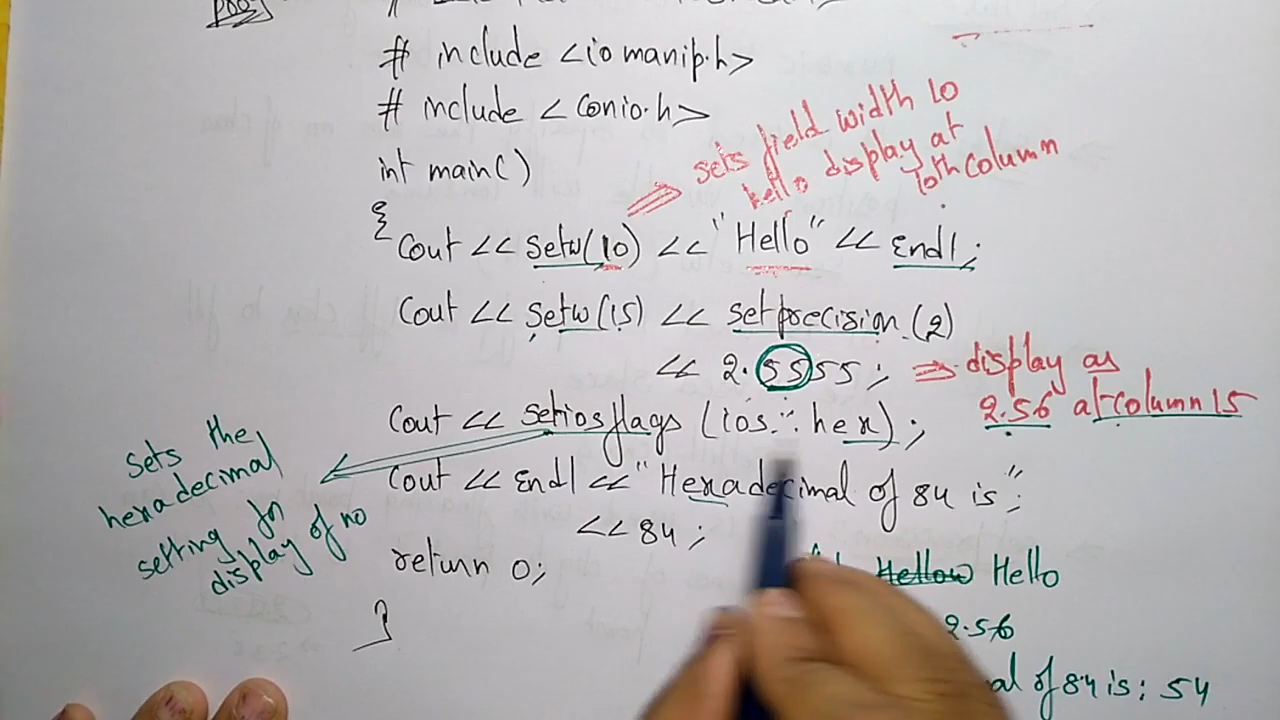 Pog:
# include <iomanip.h>
# include <conio.h>
int main()
{
Cout << setw(10) << "Hello" << Endl;
⇒ sets field width 10
hello display at
10th Column
Cout << Setw(15) << setprecision.(2)
<< 2.5555; ⇒ display as
2.56 at column 15
Cout << setiosflags (ios:: hex);
sets the
hexadecimal
setting for
display of no
Cout << Endl << "Hexadecimal of 84 is";
<< 84;
return 0;
}
Hello
2.56
of 84 is: 54